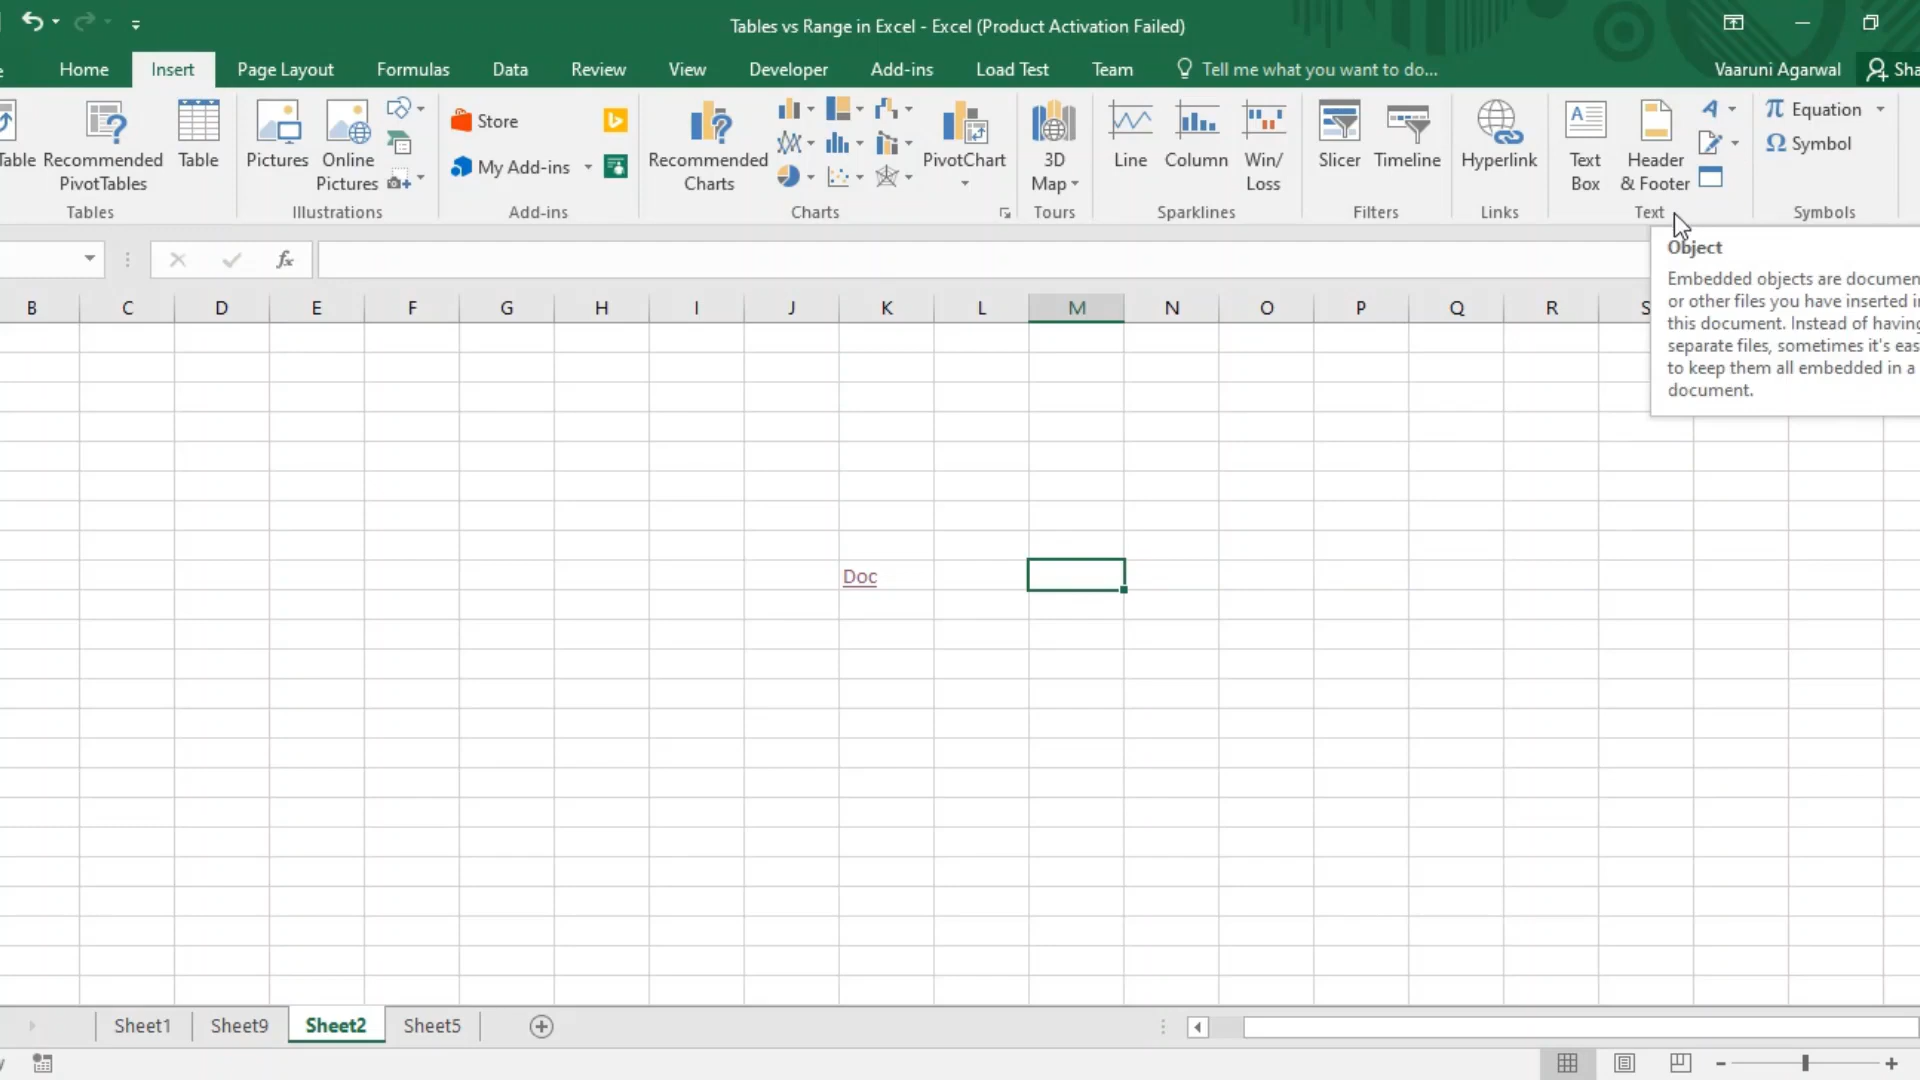 Tables vs Range in Excel - Excel (Product Activation Failed)
Home Insert Page Layout Formulas Data Review View Developer Add-ins Load Test Team Tell me what you want to do... Vaaruni Agarwal Sha
Table Recommended PivotTables Table
Pictures Online Pictures
Store
My Add-ins
Recommended Charts
PivotChart
3D Map
Line Column Win/ Loss
Slicer Timeline
Hyperlink
Text Box
Header & Footer
A
π Equation
Ω Symbol
Tables Illustrations Add-ins Charts Tours Sparklines Filters Links Text Symbols
fx
Object
Embedded objects are documen
or other files you have inserted i
this document. Instead of having
separate files, sometimes it's eas
to keep them all embedded in a
document.
B C D E F G H I J K L M N O P Q R S
Doc
Sheet1 Sheet9 Sheet2 Sheet5